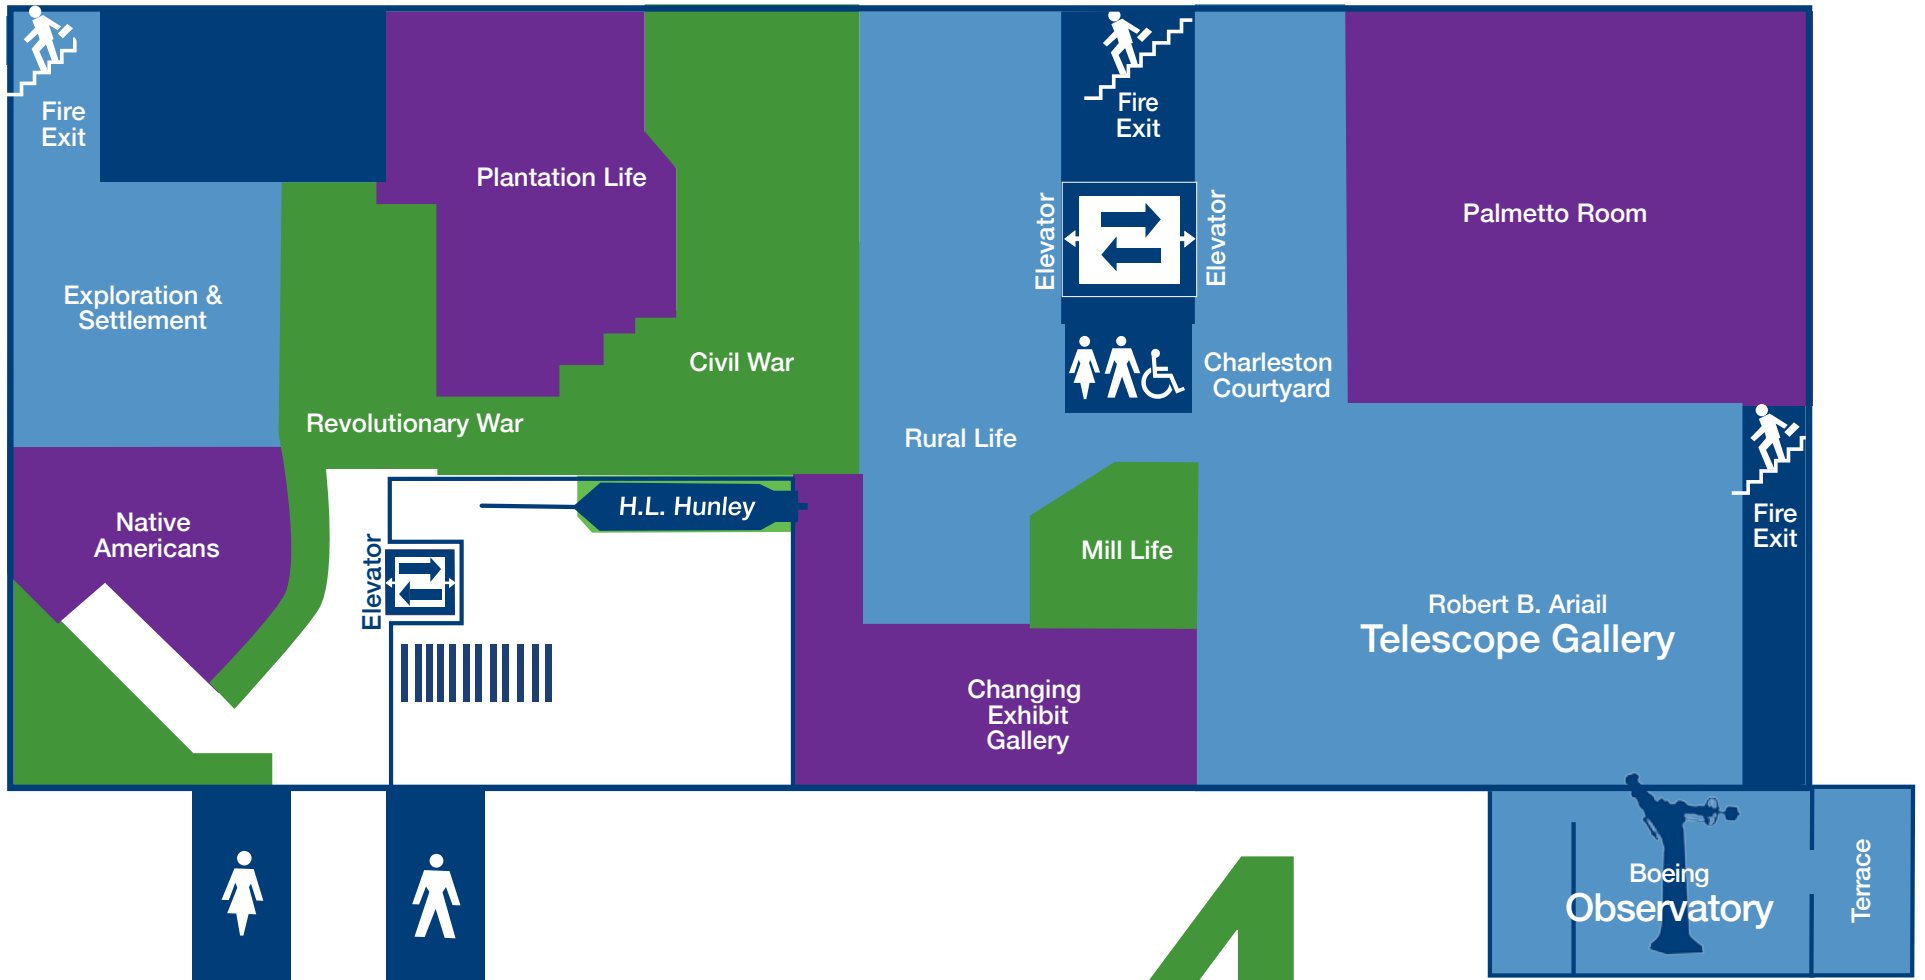 Fire
Exit
Plantation Life
Fire
Exit
Elevator
Elevator
Palmetto Room
Exploration &
Settlement
Civil War
Charleston
Courtyard
Revolutionary War
Rural Life
H.L. Hunley
Native
Americans
Elevator
Mill Life
Fire
Exit
Robert B. Ariail
Telescope Gallery
Changing
Exhibit
Gallery
Boeing
Observatory
Terrace
4